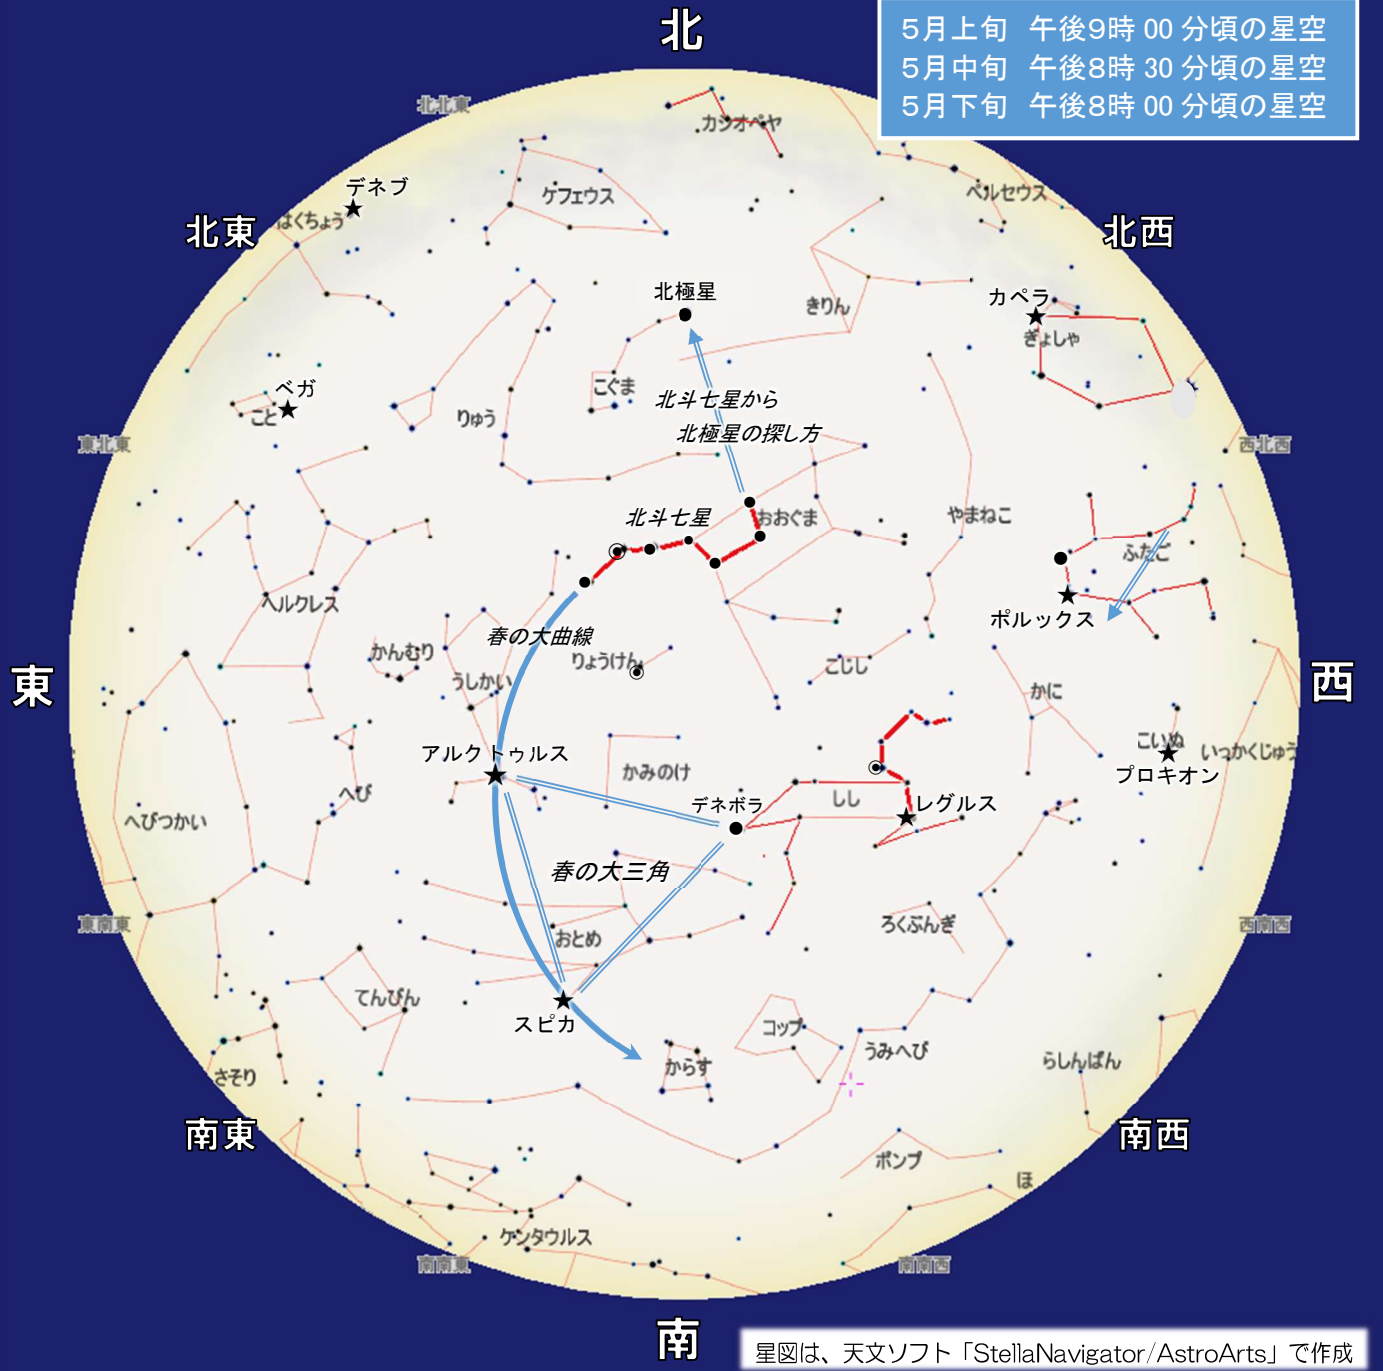 北
5月上旬 午後9時 00 分頃の星空
5月中旬 午後8時 30 分頃の星空
5月下旬 午後8時 00 分頃の星空
北北東
カシオペヤ
デネブ
ケフェウス
ペルセウス
はくちょう
北東
北西
北極星
カペラ
きりん
ぎょしゃ
ベガ
こぐま
北斗七星から
こと
りゅう
北極星の探し方
東北東
西北西
北斗七星
おおぐま
やまねこ
ふたご
ヘルクレス
ポルックス
春の大曲線
かんむり
りょうけん
こじし
うしかい
東
西
かに
アルクトゥルス
こいぬ
いっかくじゅう
かみのけ
プロキオン
へび
デネボラ
しし
レグルス
へびつかい
春の大三角
東南東
ろくぶんぎ
西南西
おとめ
てんびん
スピカ
コップ
うみへび
からす
らしんばん
さそり
南東
南西
ポンプ
ほ
ケンタウルス
南南東
南南西
南
星図は、天文ソフト「StellaNavigator/AstroArts」で作成